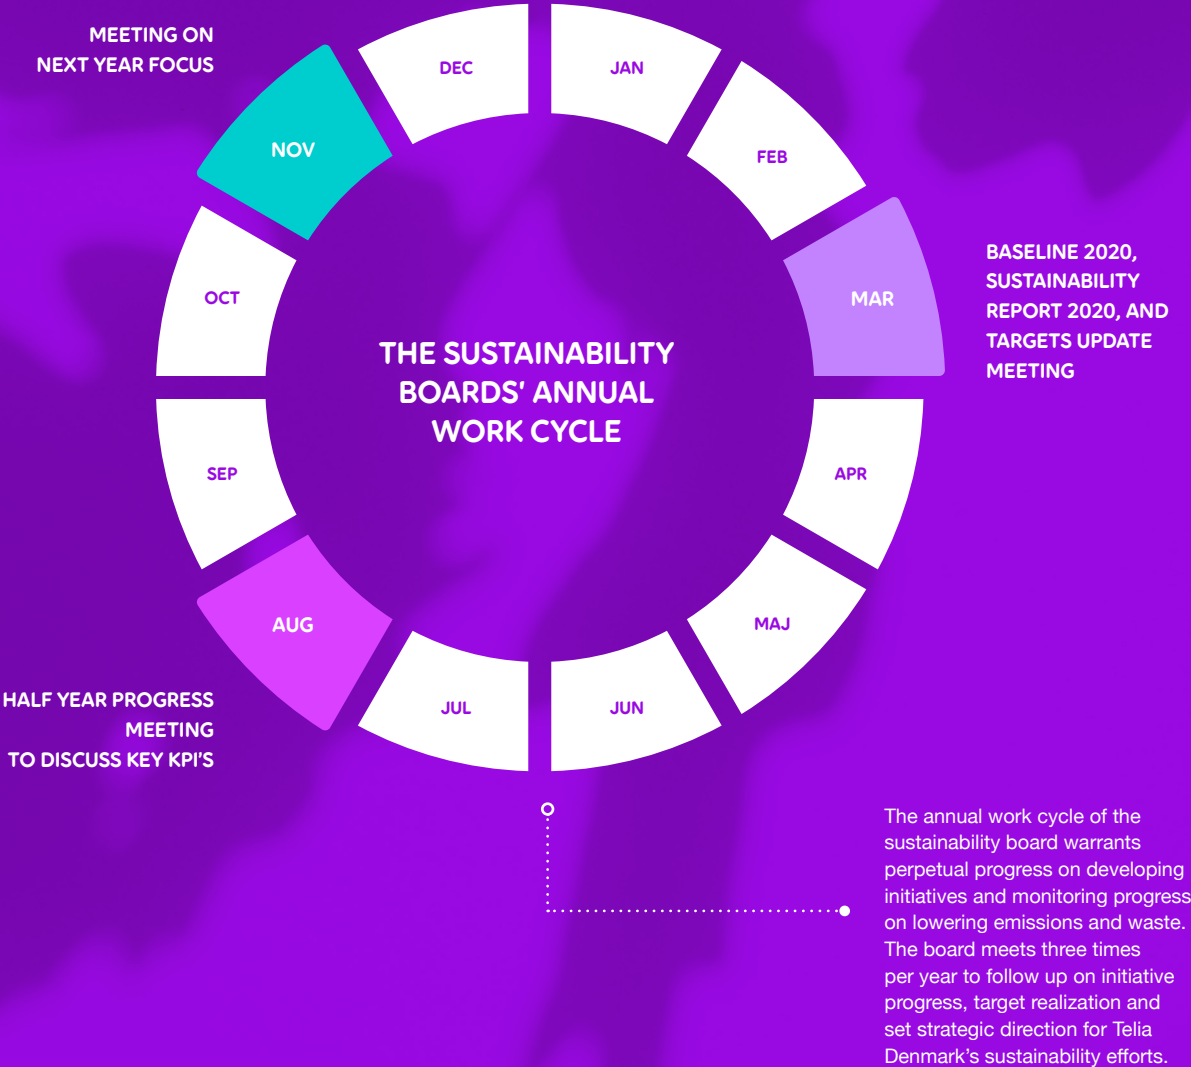 MEETING ON
NEXT YEAR FOCUS
DEC
JAN
NOV
FEB
OCT
MAR
BASELINE 2020,
SUSTAINABILITY
REPORT 2020, AND
TARGETS UPDATE
MEETING
THE SUSTAINABILITY
BOARDS' ANNUAL
WORK CYCLE
SEP
APR
AUG
MAJ
JUL
JUN
HALF YEAR PROGRESS
MEETING
TO DISCUSS KEY KPI'S
The annual work cycle of the
sustainability board warrants
perpetual progress on developing
initiatives and monitoring progress
on lowering emissions and waste.
The board meets three times
per year to follow up on initiative
progress, target realization and
set strategic direction for Telia
Denmark’s sustainability efforts.